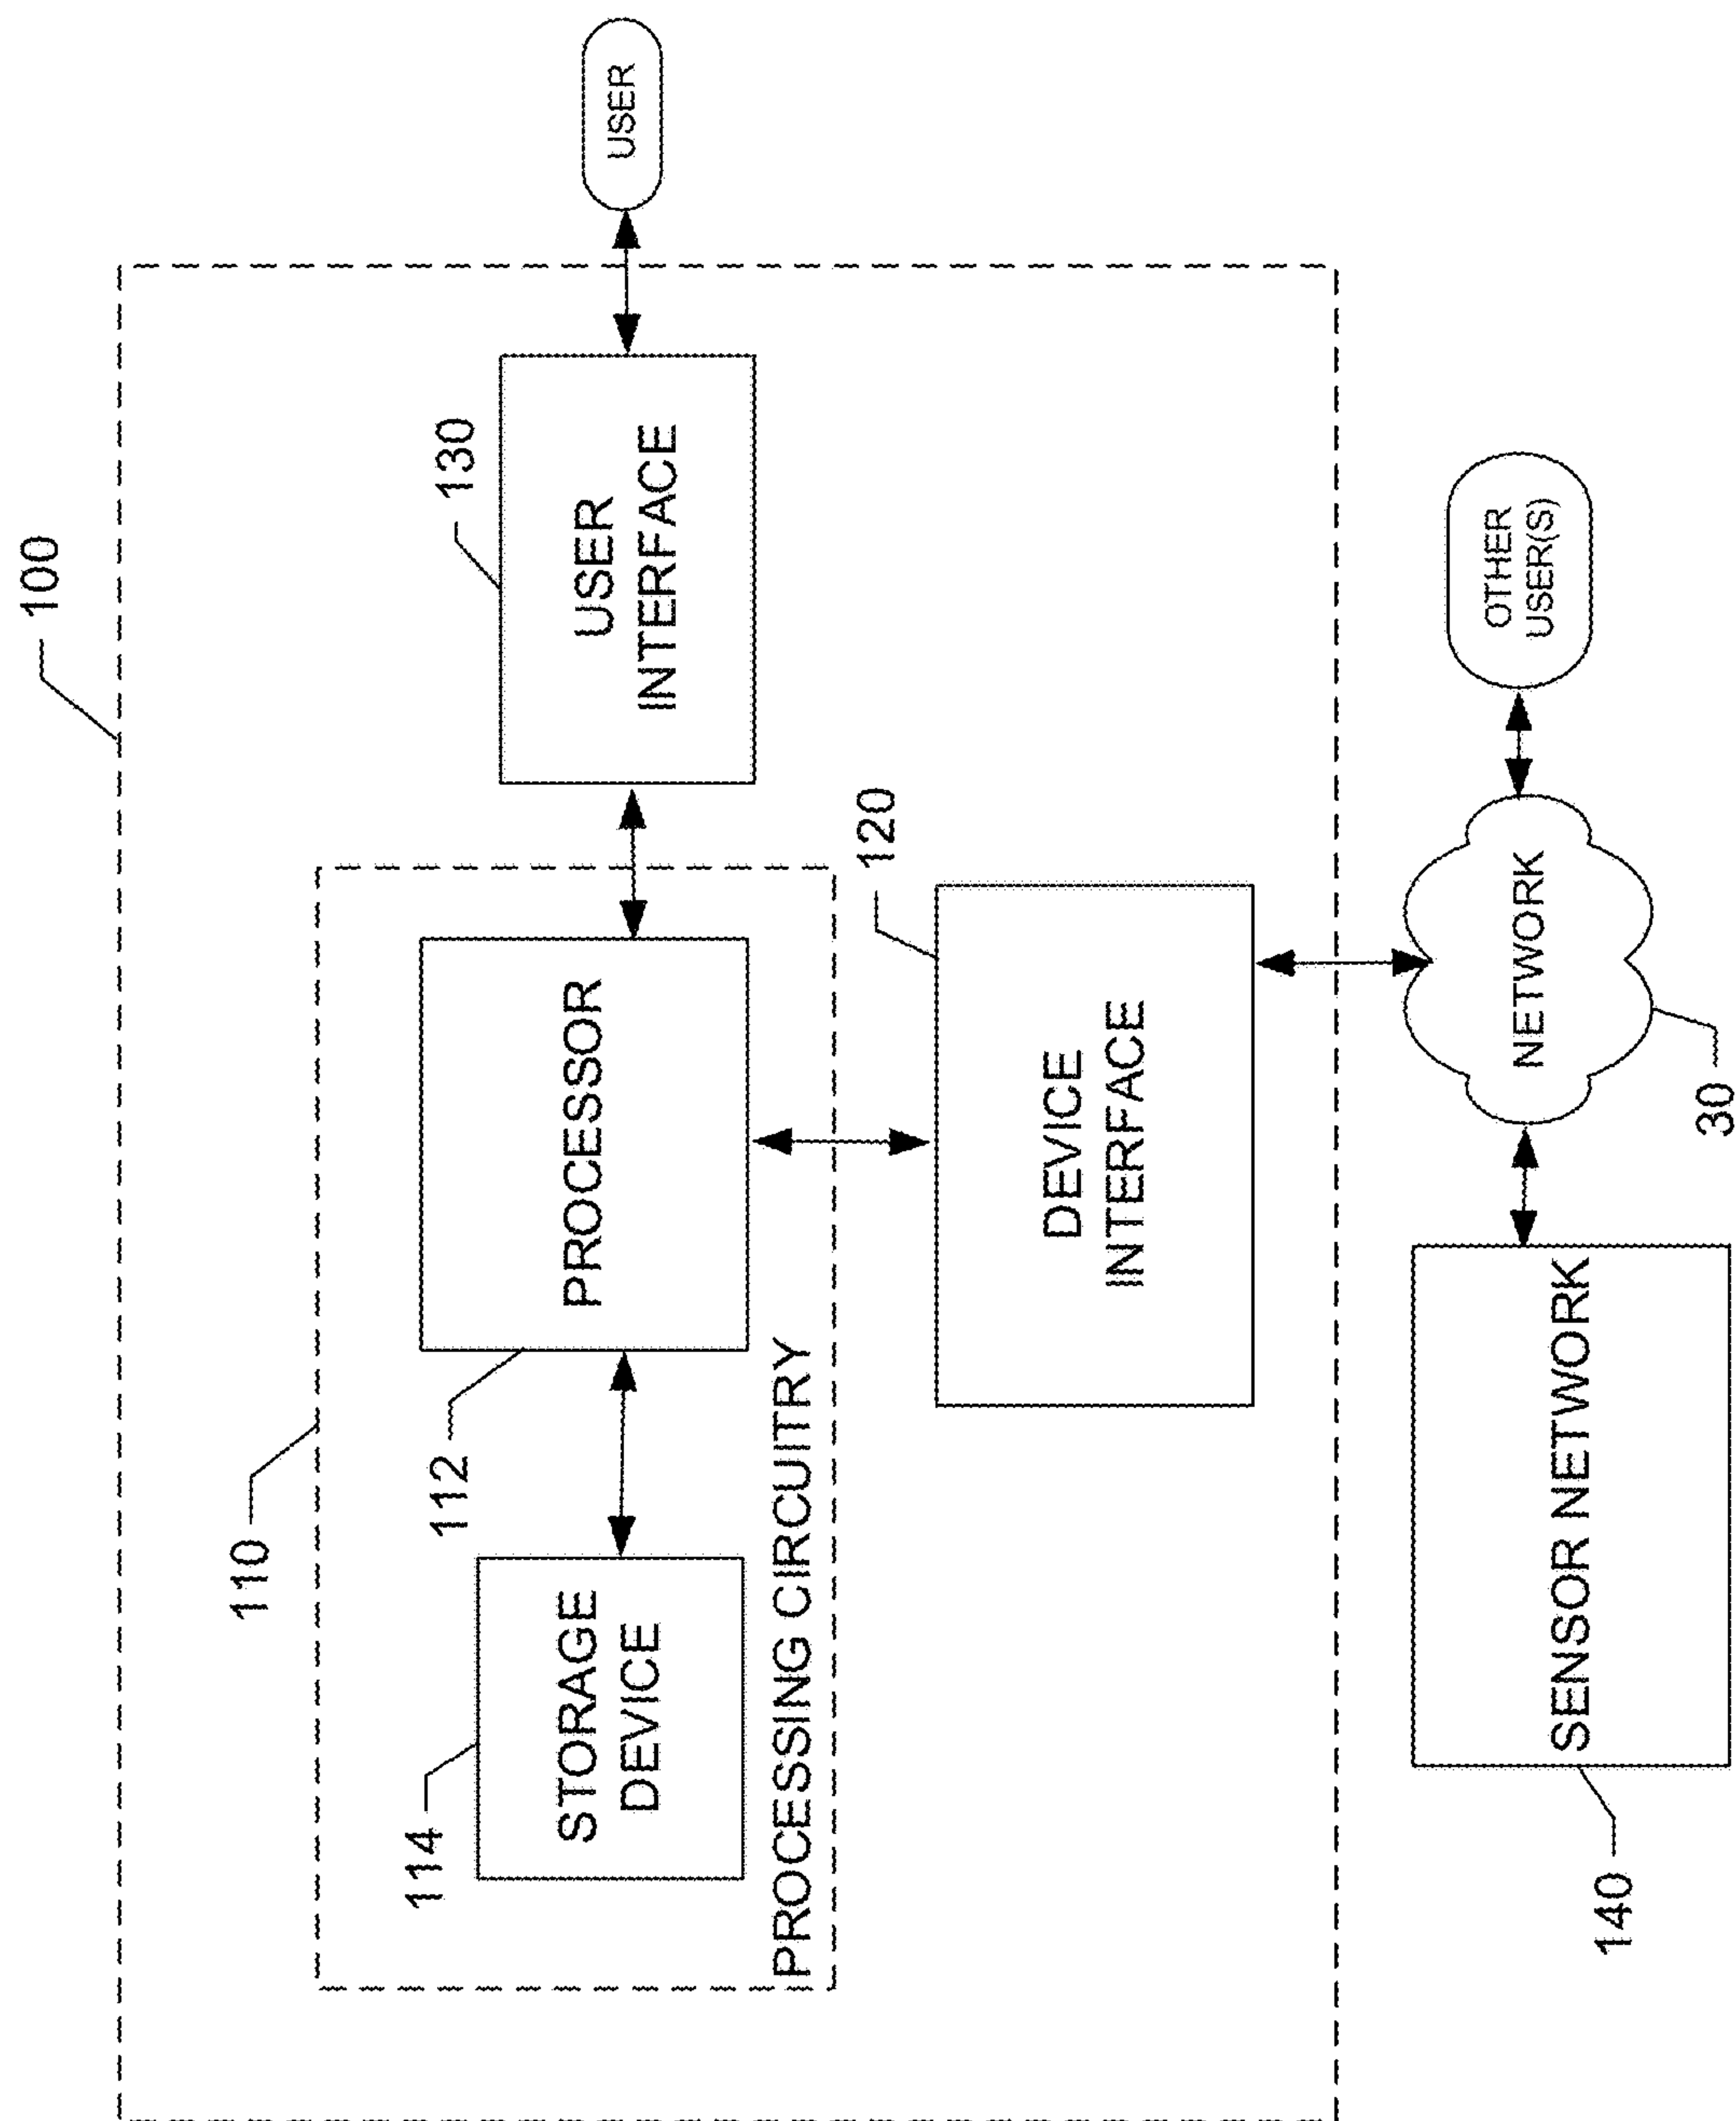 100
110
114
STORAGE
DEVICE
112
PROCESSOR
130
USER
INTERFACE
USER
PROCESSING CIRCUITRY
120
DEVICE
INTERFACE
140
SENSOR NETWORK
NETWORK
30
OTHER
USER(S)